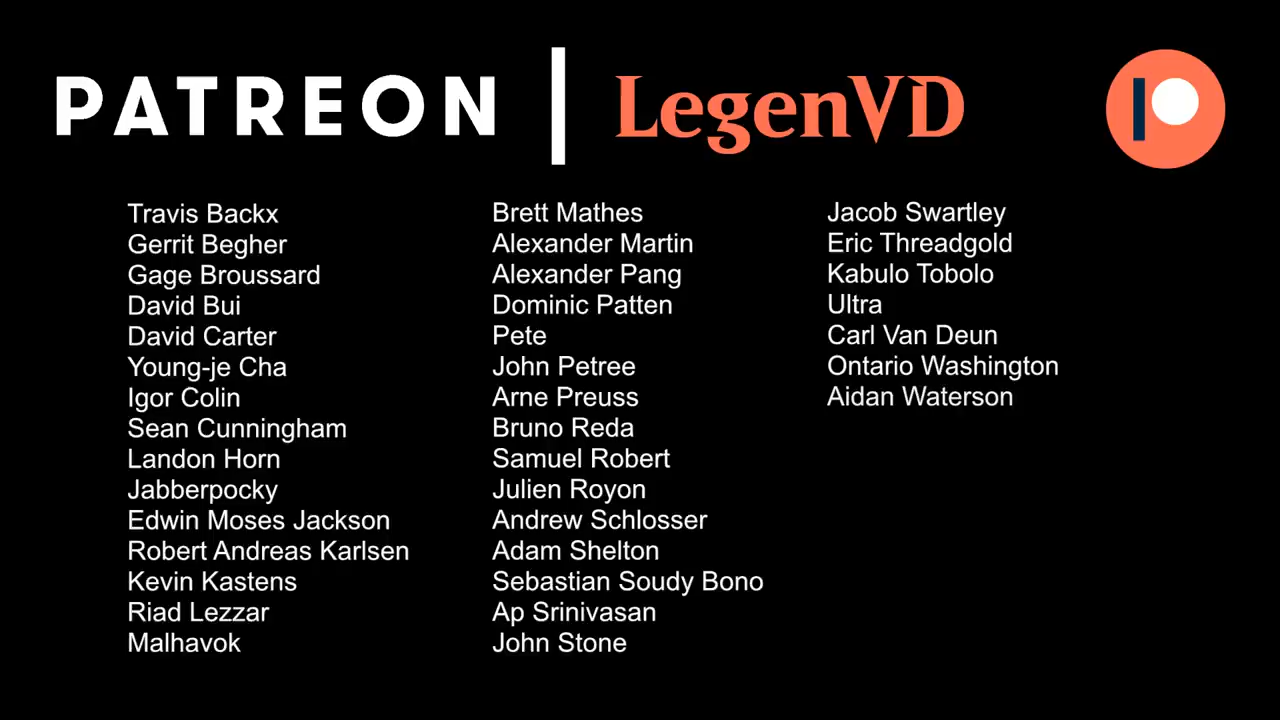 PATREON | LegenVD
Travis Backx
Gerrit Begher
Gage Broussard
David Bui
David Carter
Young-je Cha
Igor Colin
Sean Cunningham
Landon Horn
Jabberpocky
Edwin Moses Jackson
Robert Andreas Karlsen
Kevin Kastens
Riad Lezzar
Malhavok
Brett Mathes
Alexander Martin
Alexander Pang
Dominic Patten
Pete
John Petree
Arne Preuss
Bruno Reda
Samuel Robert
Julien Royon
Andrew Schlosser
Adam Shelton
Sebastian Soudy Bono
Ap Srinivasan
John Stone
Jacob Swartley
Eric Threadgold
Kabulo Tobolo
Ultra
Carl Van Deun
Ontario Washington
Aidan Waterson